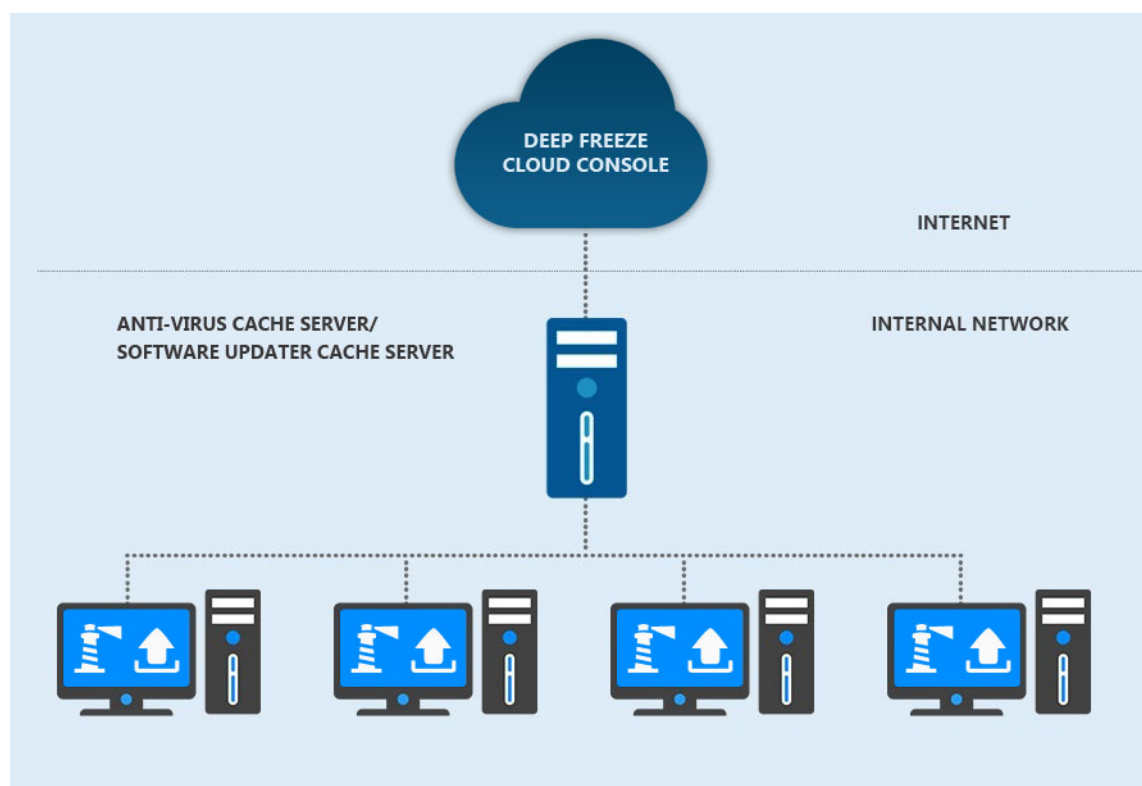 DEEP FREEZE
CLOUD CONSOLE
INTERNET
ANTI-VIRUS CACHE SERVER/
SOFTWARE UPDATER CACHE SERVER
INTERNAL NETWORK